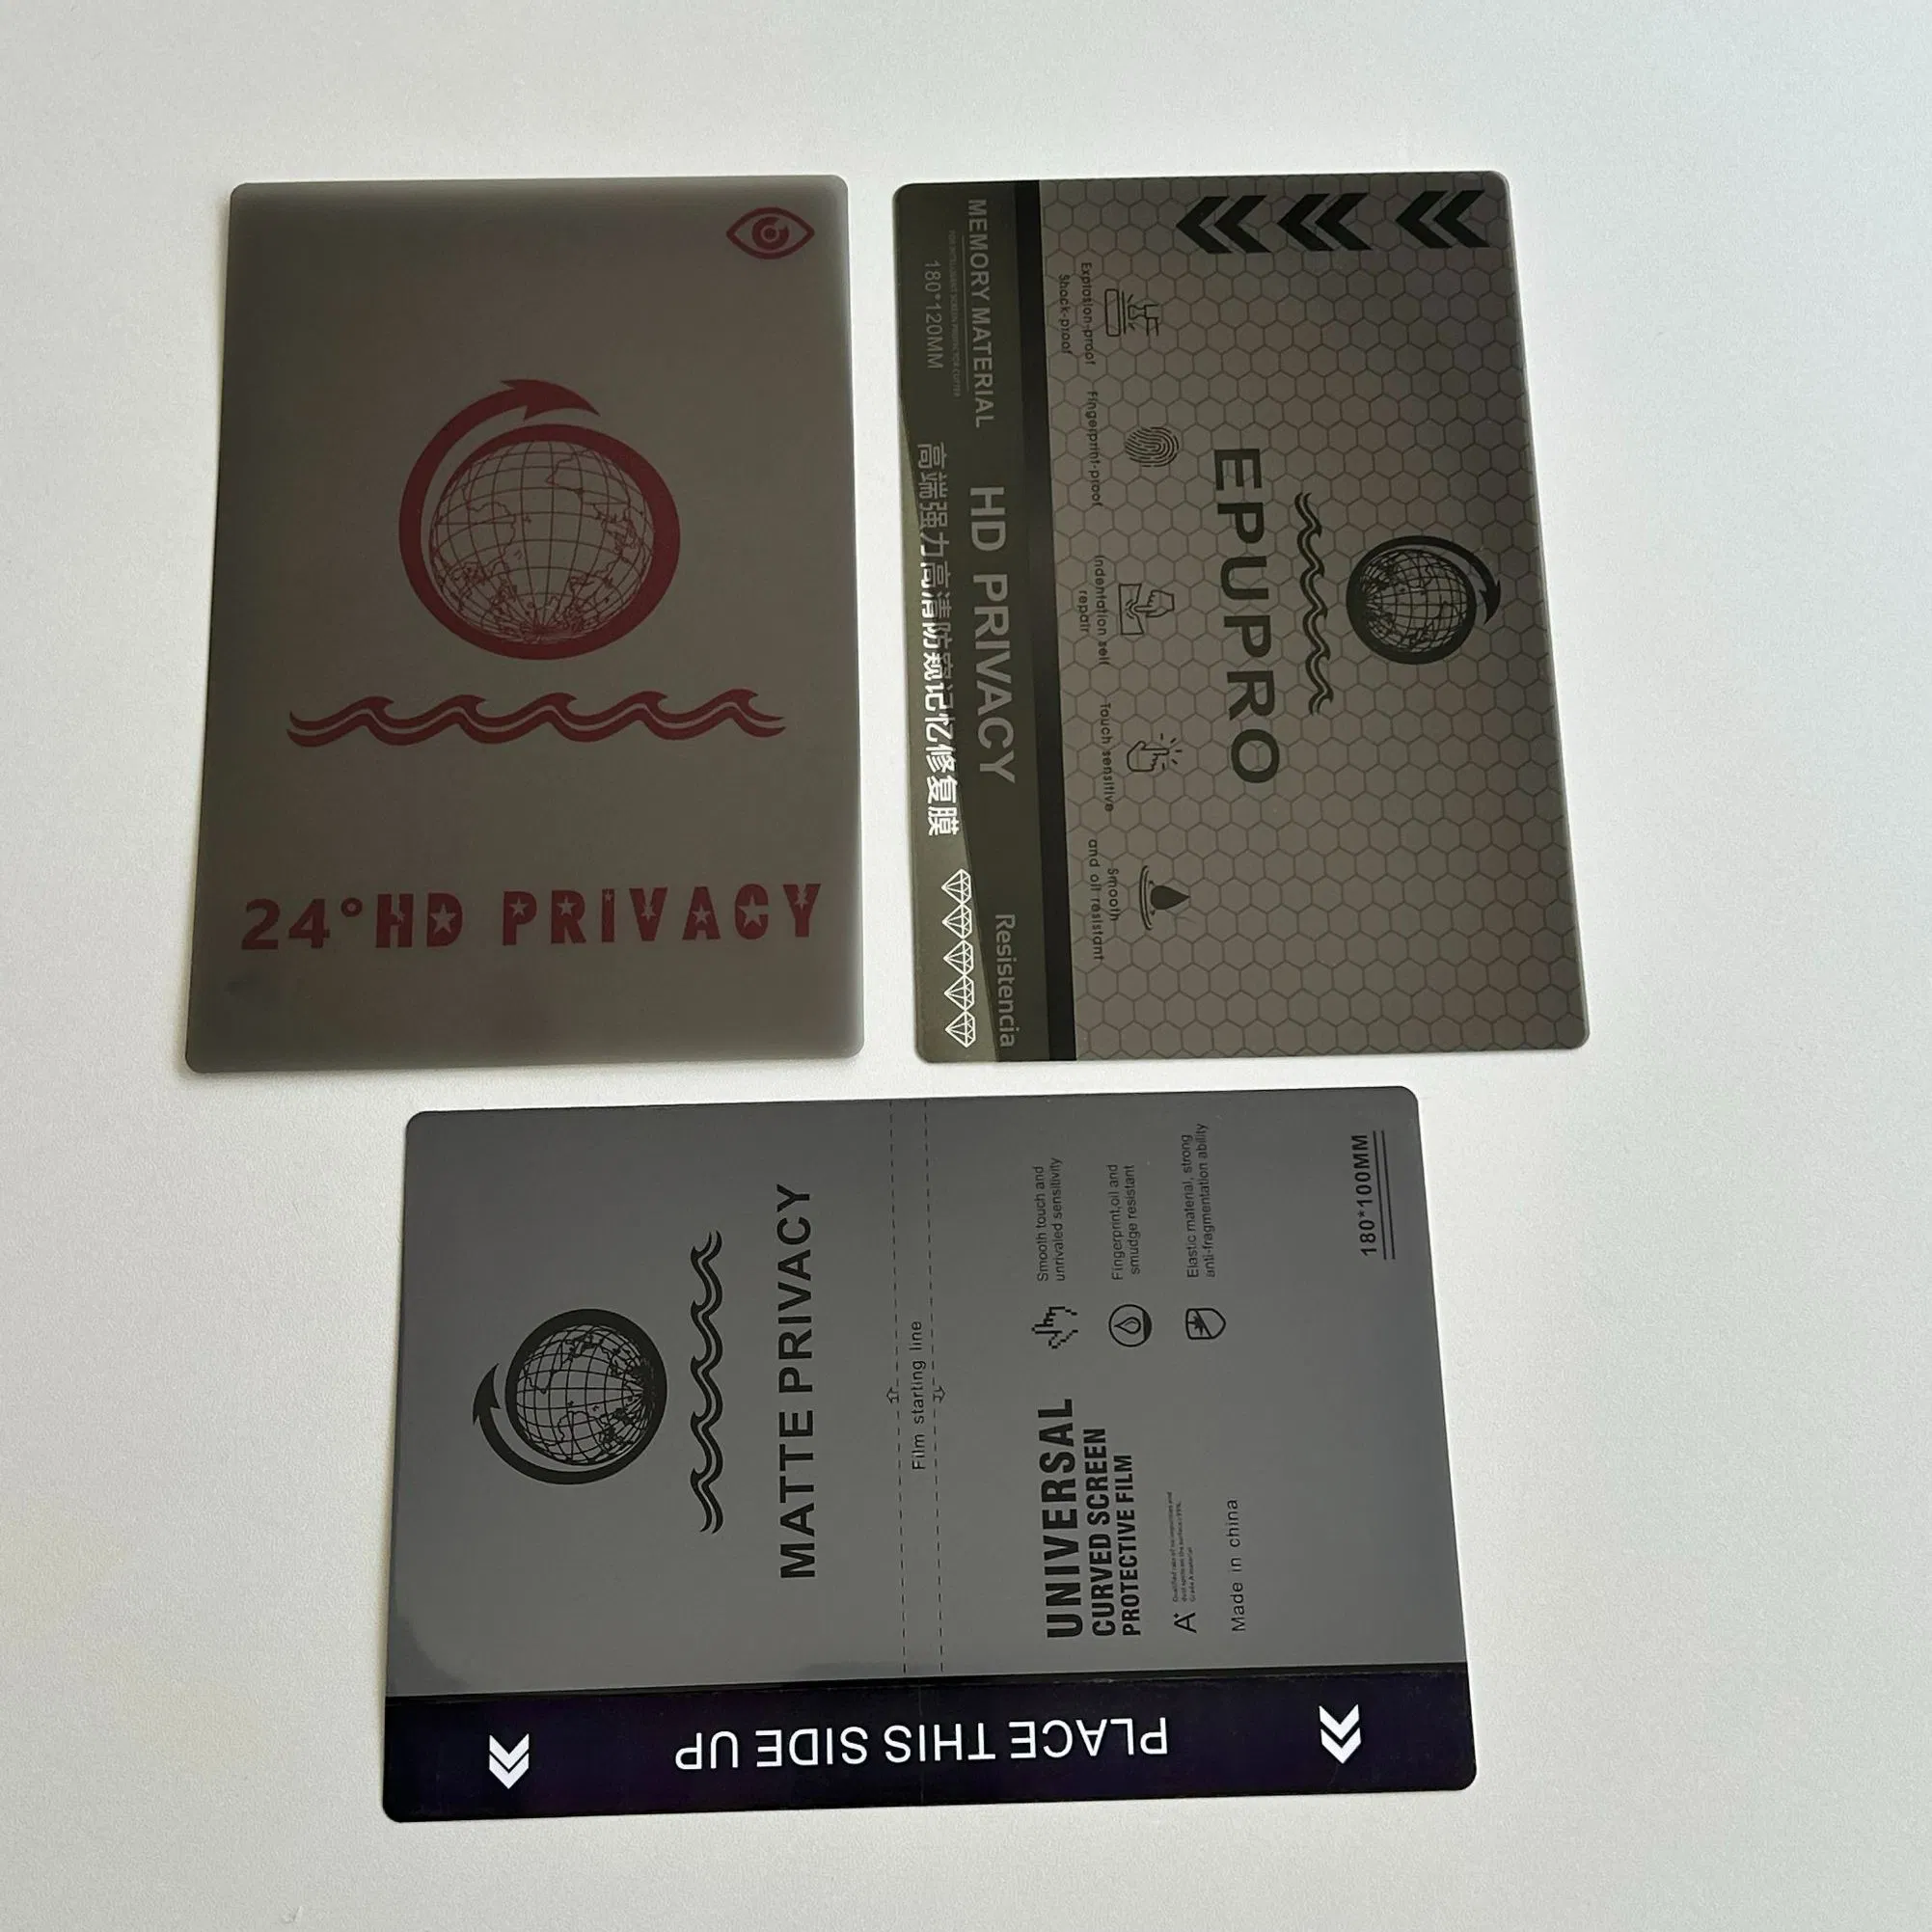 24°HD PRIVACY
MEMORY MATERIAL
180*120MM
HD PRIVACY
高端强力高清防窥记忆修复膜
Resistencia
Explosion-proof
Shock-proof
Fingerprint-proof
Indentation self
repair
Touch sensitive
Smooth
and oil resistant
EPUPRO
MATTE PRIVACY
Film starting line
Smooth touch and
unrivaled sensitivity
Fingerprint,oil and
smudge resistant
Elastic material, strong
anti-fragmentation ability
180*100MM
UNIVERSAL
CURVED SCREEN
PROTECTIVE FILM
A+
Made in china
PLACE THIS SIDE UP